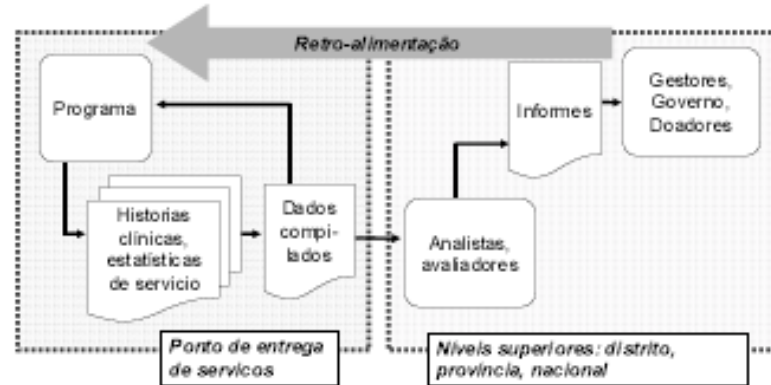 Retro-alimentação
Programa
Historias
clínicas,
estatísticas
de servicio
Dados
compi-
lados
Analistas,
avaliadores
Informes
Gestores,
Governo,
Doadores
Ponto de entrega
de servicos
Níveis superiores: distrito,
província, nacional